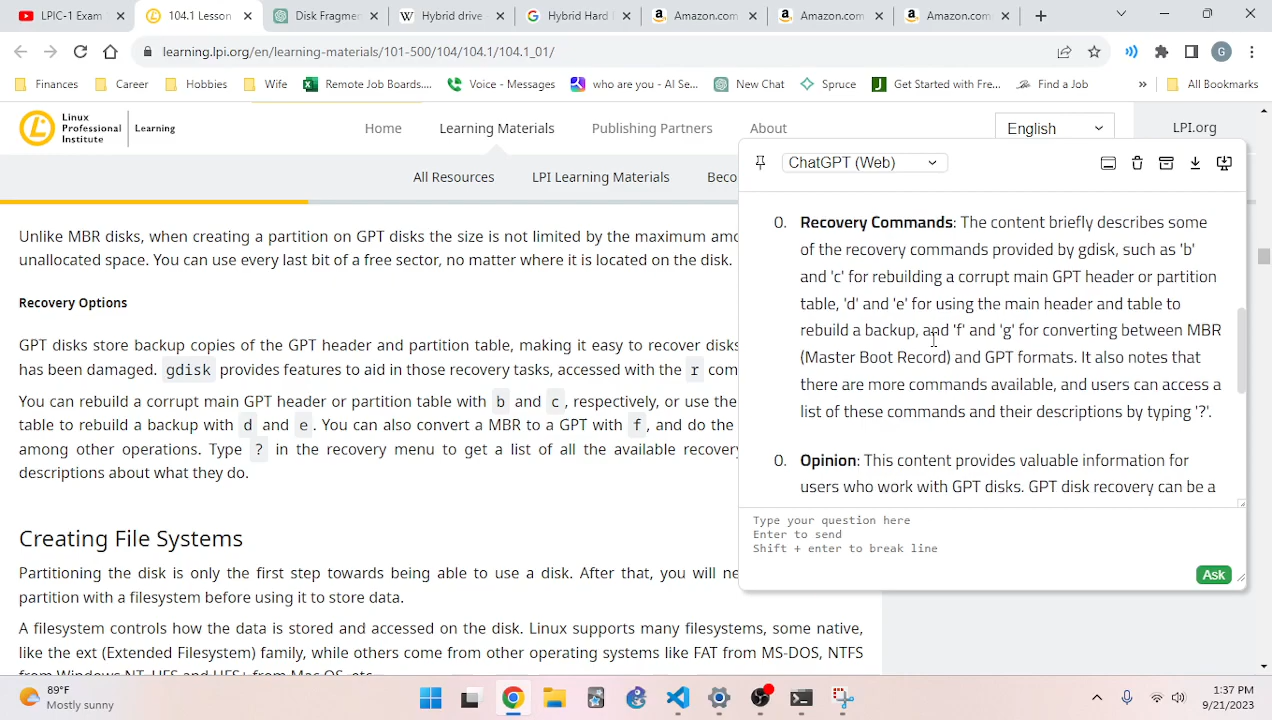 LPIC-1 Exam
104.1 Lesson
Disk Fragme
Hybrid drive
Hybrid Hard
Amazon.com
Amazon.com
Amazon.com
learning.lpi.org/en/learning-materials/101-500/104/104.1/104.1_01/
G
Finances
Career
Hobbies
Wife
Remote Job Boards....
Voice - Messages
who are you - AI Se...
New Chat
Spruce
Get Started with Fre...
Find a Job
»
All Bookmarks
Linux
Professional
Institute
Learning
Home
Learning Materials
Publishing Partners
About
English
LPI.org
All Resources
LPI Learning Materials
Beco
Unlike MBR disks, when creating a partition on GPT disks the size is not limited by the maximum amo
unallocated space. You can use every last bit of a free sector, no matter where it is located on the disk.
Recovery Options
GPT disks store backup copies of the GPT header and partition table, making it easy to recover disks
has been damaged. gdisk provides features to aid in those recovery tasks, accessed with the r com
You can rebuild a corrupt main GPT header or partition table with b and c, respectively, or use the
table to rebuild a backup with d and e. You can also convert a MBR to a GPT with f, and do the
among other operations. Type ? in the recovery menu to get a list of all the available recovery
descriptions about what they do.
Creating File Systems
Partitioning the disk is only the first step towards being able to use a disk. After that, you will ne
partition with a filesystem before using it to store data.
A filesystem controls how the data is stored and accessed on the disk. Linux supports many filesystems, some native,
like the ext (Extended Filesystem) family, while others come from other operating systems like FAT from MS-DOS, NTFS
from Windows NT, HFS and HFS+ from Mac OS, etc.
ChatGPT (Web)
0. Recovery Commands: The content briefly describes some
of the recovery commands provided by gdisk, such as 'b'
and 'c' for rebuilding a corrupt main GPT header or partition
table, 'd' and 'e' for using the main header and table to
rebuild a backup, and 'f' and 'g' for converting between MBR
(Master Boot Record) and GPT formats. It also notes that
there are more commands available, and users can access a
list of these commands and their descriptions by typing '?'.
0. Opinion: This content provides valuable information for
users who work with GPT disks. GPT disk recovery can be a
Type your question here
Enter to send
Shift + enter to break line
Ask
89°F
Mostly sunny
1:37 PM
9/21/2023